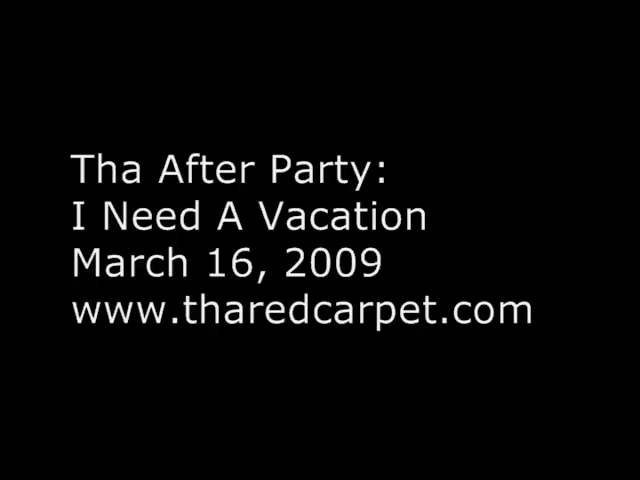 Tha After Party:
I Need A Vacation
March 16, 2009
www.tharedcarpet.com